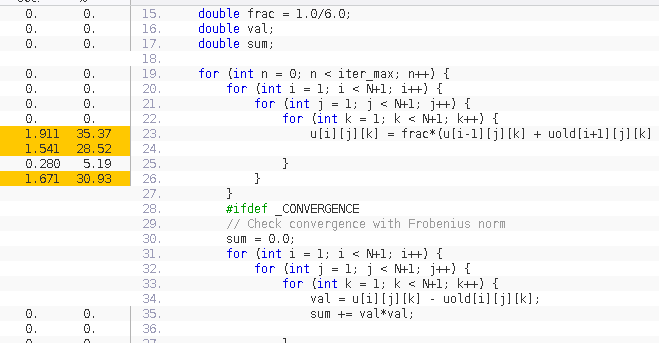 0. 0. 15. double frac = 1.0/6.0;
0. 0. 16. double val;
0. 0. 17. double sum;
18.
0. 0. 19. for (int n = 0; n < iter_max; n++) {
0. 0. 20. for (int i = 1; i < N+1; i++) {
0. 0. 21. for (int j = 1; j < N+1; j++) {
0. 0. 22. for (int k = 1; k < N+1; k++) {
1.911 35.37 23. u[i][j][k] = frac*(u[i-1][j][k] + uold[i+1][j][k]
1.541 28.52 24.
0.280 5.19 25. }
1.671 30.93 26. }
27. }
28. #ifdef _CONVERGENCE
29. // Check convergence with Frobenius norm
30. sum = 0.0;
31. for (int i = 1; i < N+1; i++) {
32. for (int j = 1; j < N+1; j++) {
33. for (int k = 1; k < N+1; k++) {
34. val = u[i][j][k] - uold[i][j][k];
0. 0. 35. sum += val*val;
0. 0. 36.